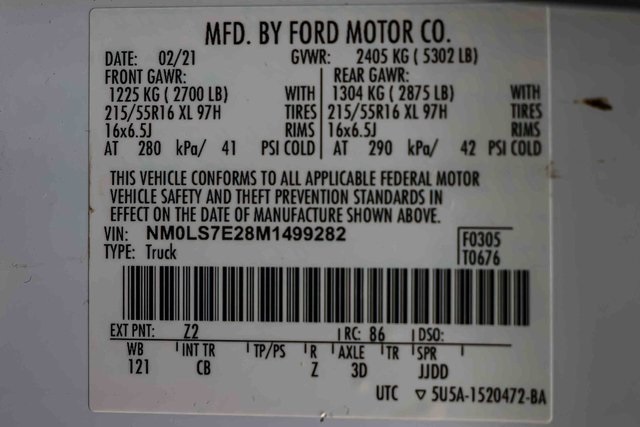 MFD. BY FORD MOTOR CO.
DATE: 02/21 GVWR: 2405 KG ( 5302 LB)
FRONT GAWR: REAR GAWR:
1225 KG ( 2700 LB) WITH 1304 KG ( 2875 LB) WITH
215/55R16 XL 97H TIRES 215/55R16 XL 97H TIRES
16x6.5J RIMS 16x6.5J RIMS
AT 280 kPa/ 41 PSI COLD AT 290 kPa/ 42 PSI COLD
THIS VEHICLE CONFORMS TO ALL APPLICABLE FEDERAL MOTOR
VEHICLE SAFETY AND THEFT PREVENTION STANDARDS IN
EFFECT ON THE DATE OF MANUFACTURE SHOWN ABOVE.
VIN: NM0LS7E28M1499282 F0305
TYPE: Truck T0676
EXT PNT: Z2 RC: 86 DSO:
WB INT TR TP/PS R AXLE TR SPR
121 CB Z 3D JJDD
UTC ▽ 5U5A-1520472-BA